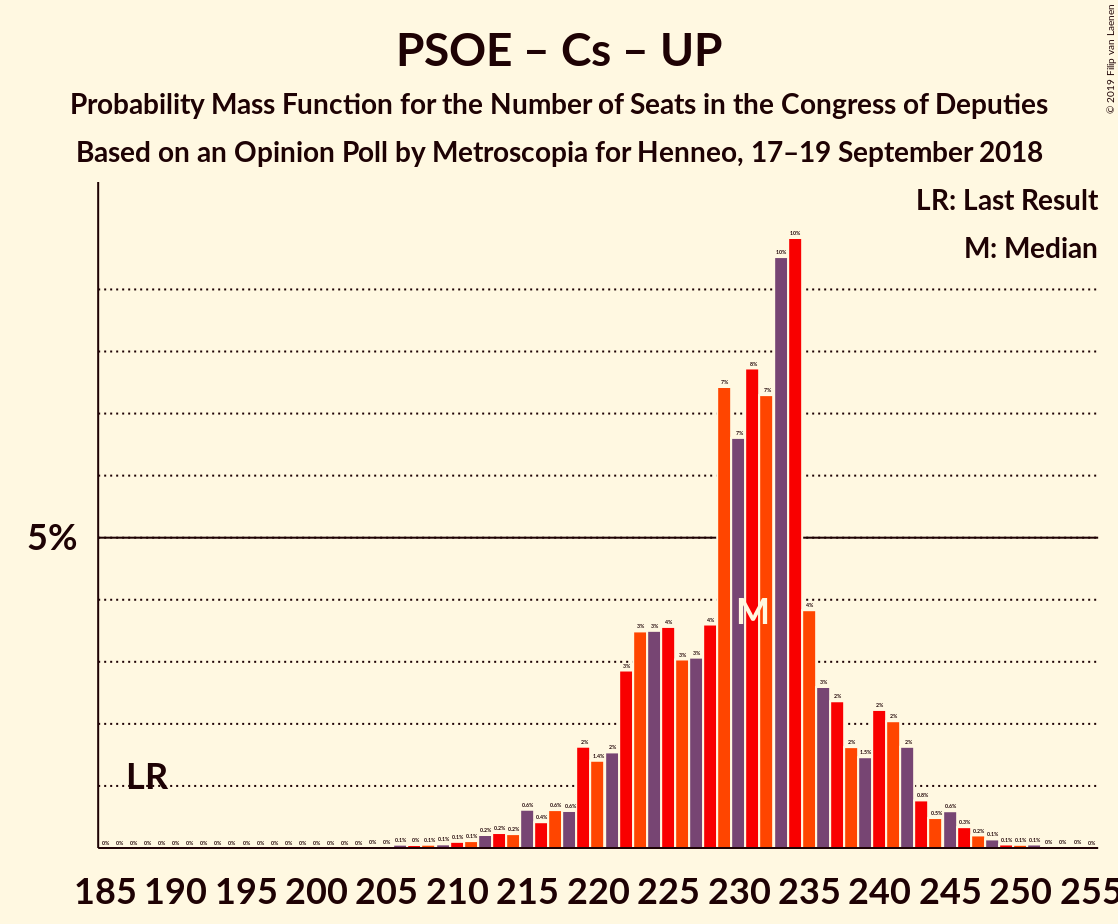 PSOE – Cs – UP
Probability Mass Function for the Number of Seats in the Congress of Deputies
Based on an Opinion Poll by Metroscopia for Henneo, 17–19 September 2018
© 2019 Filip van Laenen
LR: Last Result
M: Median
5%
LR
M
0% 0% 0% 0% 0% 0% 0% 0% 0% 0% 0% 0% 0% 0% 0% 0% 0% 0% 0% 0% 0% 0.1% 0% 0.1% 0.1% 0.1% 0.1% 0.2% 0.2% 0.2% 0.6% 0.4% 0.6% 0.6% 2% 1.4% 2% 3% 3% 3% 4% 3% 3% 4% 7% 7% 8% 7% 10% 10% 4% 3% 2% 2% 1.5% 2% 2% 2% 0.8% 0.5% 0.6% 0.3% 0.2% 0.1% 0.1% 0.1% 0.1% 0% 0% 0% 0%
185 190 195 200 205 210 215 220 225 230 235 240 245 250 255